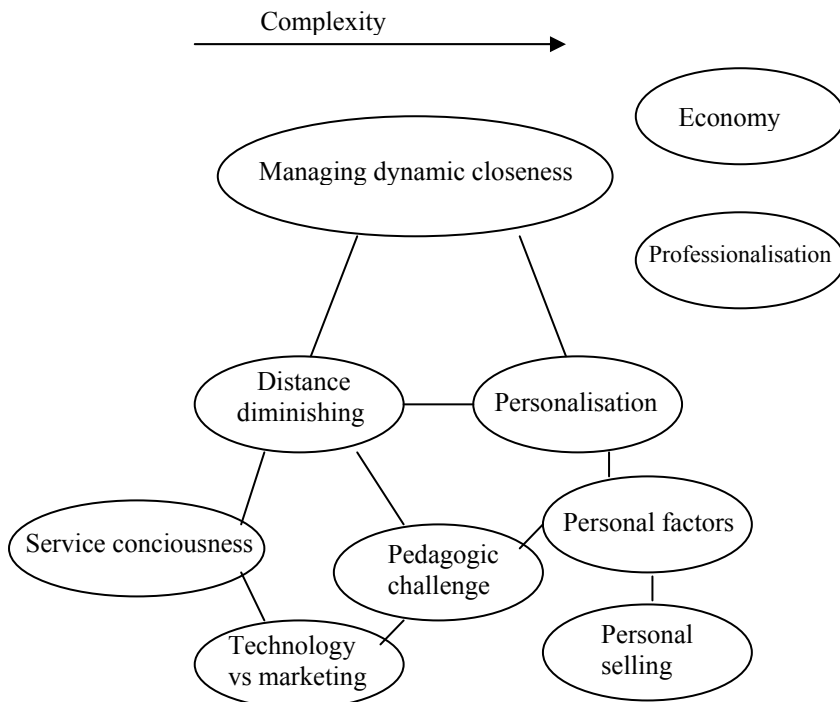 Complexity
Economy
Managing dynamic closeness
Professionalisation
Distance
diminishing
Personalisation
Service conciousness
Pedagogic
challenge
Personal factors
Technology
vs marketing
Personal
selling